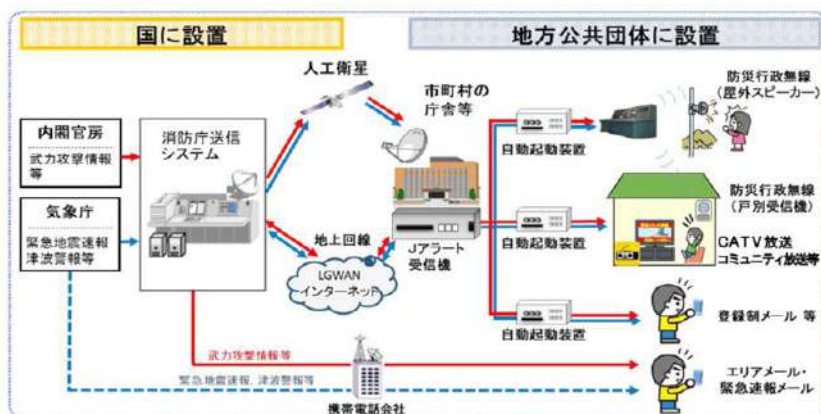 国に設置
地方公共団体に設置
人工衛星
市町村の
庁舎等
防災行政無線
(屋外スピーカー)
内閣官房
武力攻撃情報
等
消防庁送信
システム
自動起動装置
気象庁
緊急地震速報
津波警報等
地上回線
LGWAN
インターネット
Jアラート
受信機
自動起動装置
防災行政無線
(戸別受信機)
CATV放送
コミュニティ放送等
自動起動装置
登録制メール 等
武力攻撃情報等
緊急地震速報、津波警報等
携帯電話会社
エリアメール・
緊急速報メール